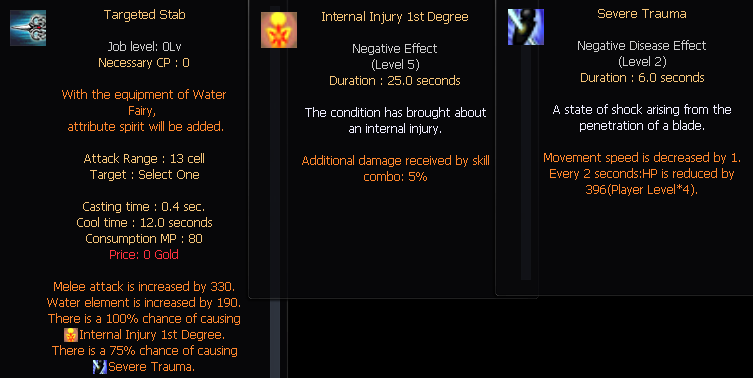 Targeted Stab
Job level: 0Lv
Necessary CP : 0
With the equipment of Water
Fairy,
attribute spirit will be added.
Attack Range : 13 cell
Target : Select One
Casting time : 0.4 sec.
Cool time : 12.0 seconds
Consumption MP : 80
Price: 0 Gold
Melee attack is increased by 330.
Water element is increased by 190.
There is a 100% chance of causing
Internal Injury 1st Degree.
There is a 75% chance of causing
Severe Trauma.
Internal Injury 1st Degree
Negative Effect
(Level 5)
Duration : 25.0 seconds
The condition has brought about
an internal injury.
Additional damage received by skill
combo: 5%
Severe Trauma
Negative Disease Effect
(Level 2)
Duration : 6.0 seconds
A state of shock arising from the
penetration of a blade.
Movement speed is decreased by 1.
Every 2 seconds:HP is reduced by
396(Player Level*4).